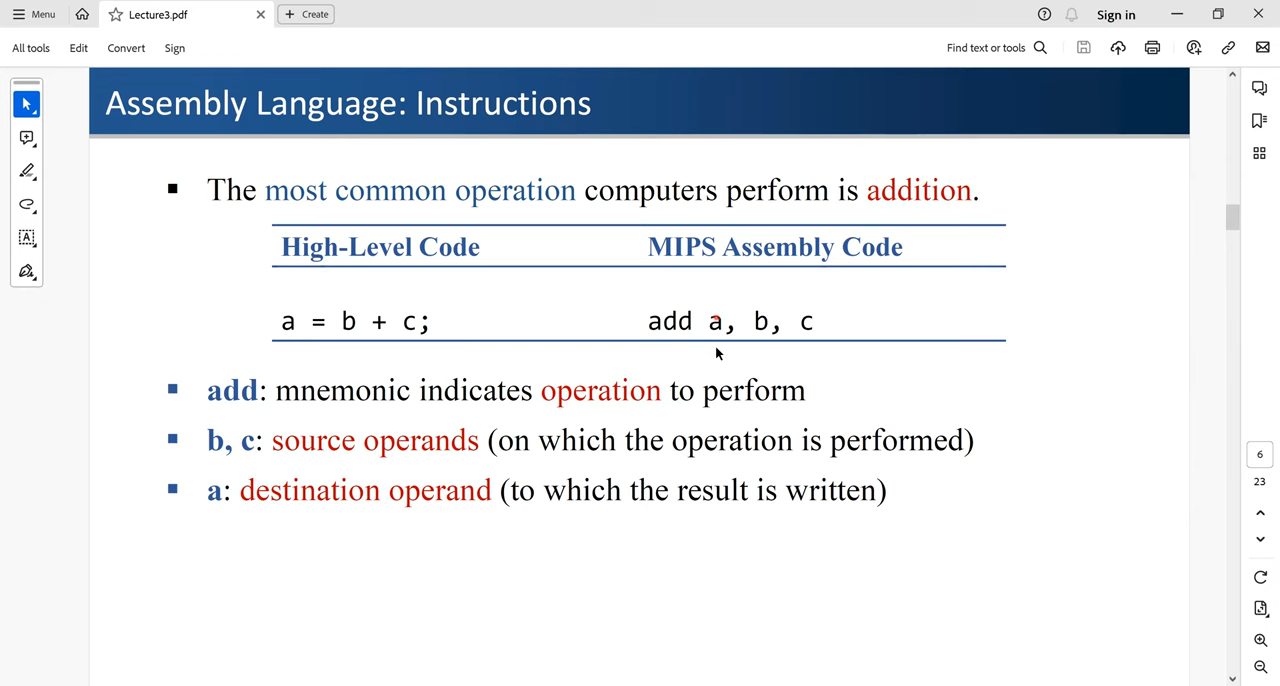 Menu
Lecture3.pdf
Create
Sign in
All tools Edit Convert Sign
Find text or tools
Assembly Language: Instructions
▪ The most common operation computers perform is addition.
High-Level Code MIPS Assembly Code
a = b + c; add a, b, c
▪ add: mnemonic indicates operation to perform
▪ b, c: source operands (on which the operation is performed)
▪ a: destination operand (to which the result is written)
6
23